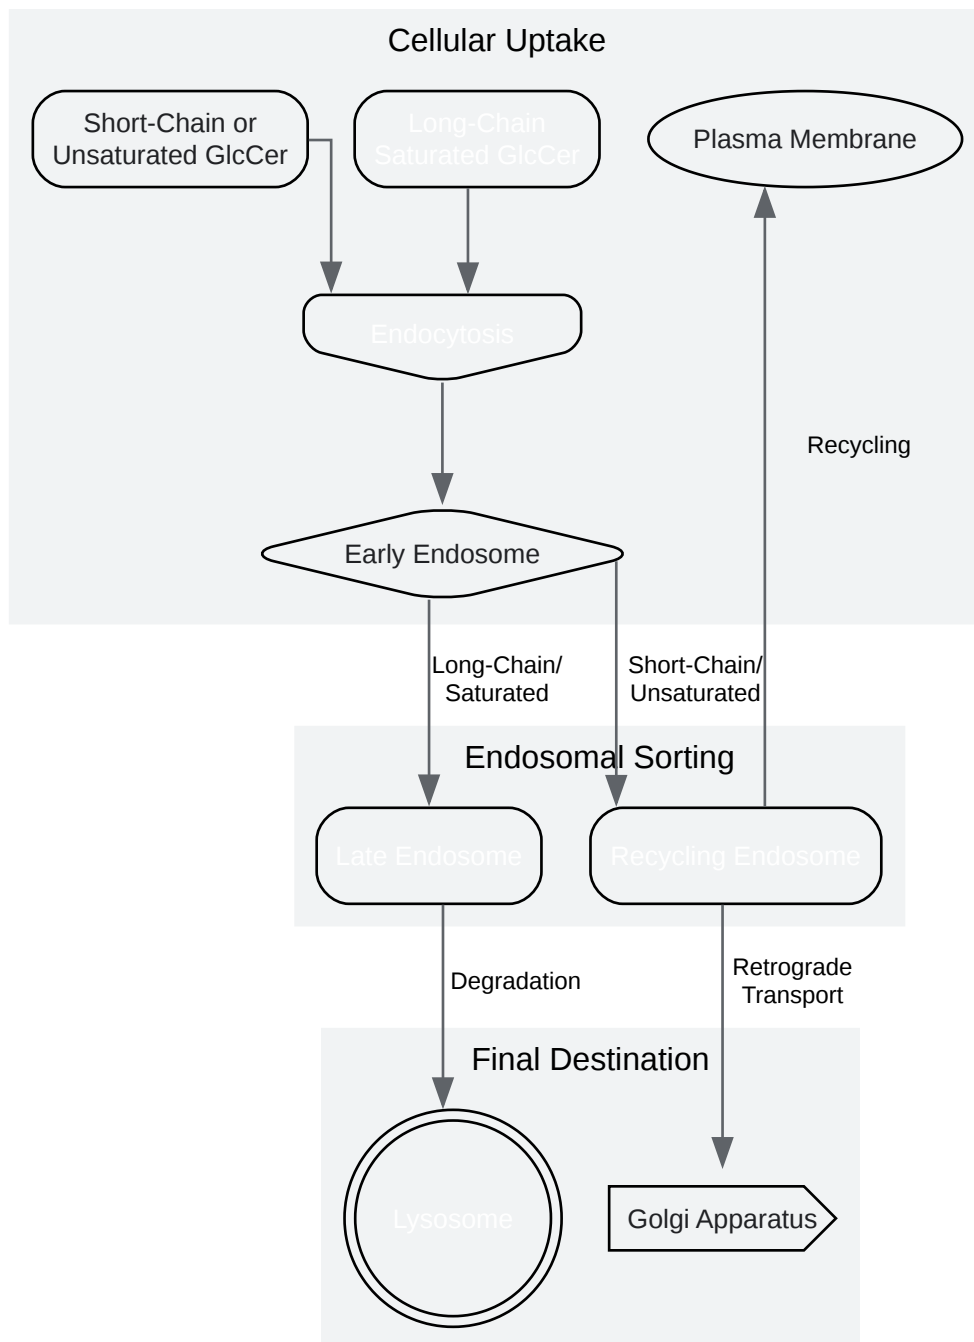 Cellular Uptake
Short-Chain or
Unsaturated GlcCer
Long-Chain
Saturated GlcCer
Plasma Membrane
Endocytosis
Recycling
Early Endosome
Long-Chain/
Saturated
Short-Chain/
Unsaturated
Endosomal Sorting
Late Endosome
Recycling Endosome
Degradation
Retrograde
Transport
Final Destination
Lysosome
Golgi Apparatus